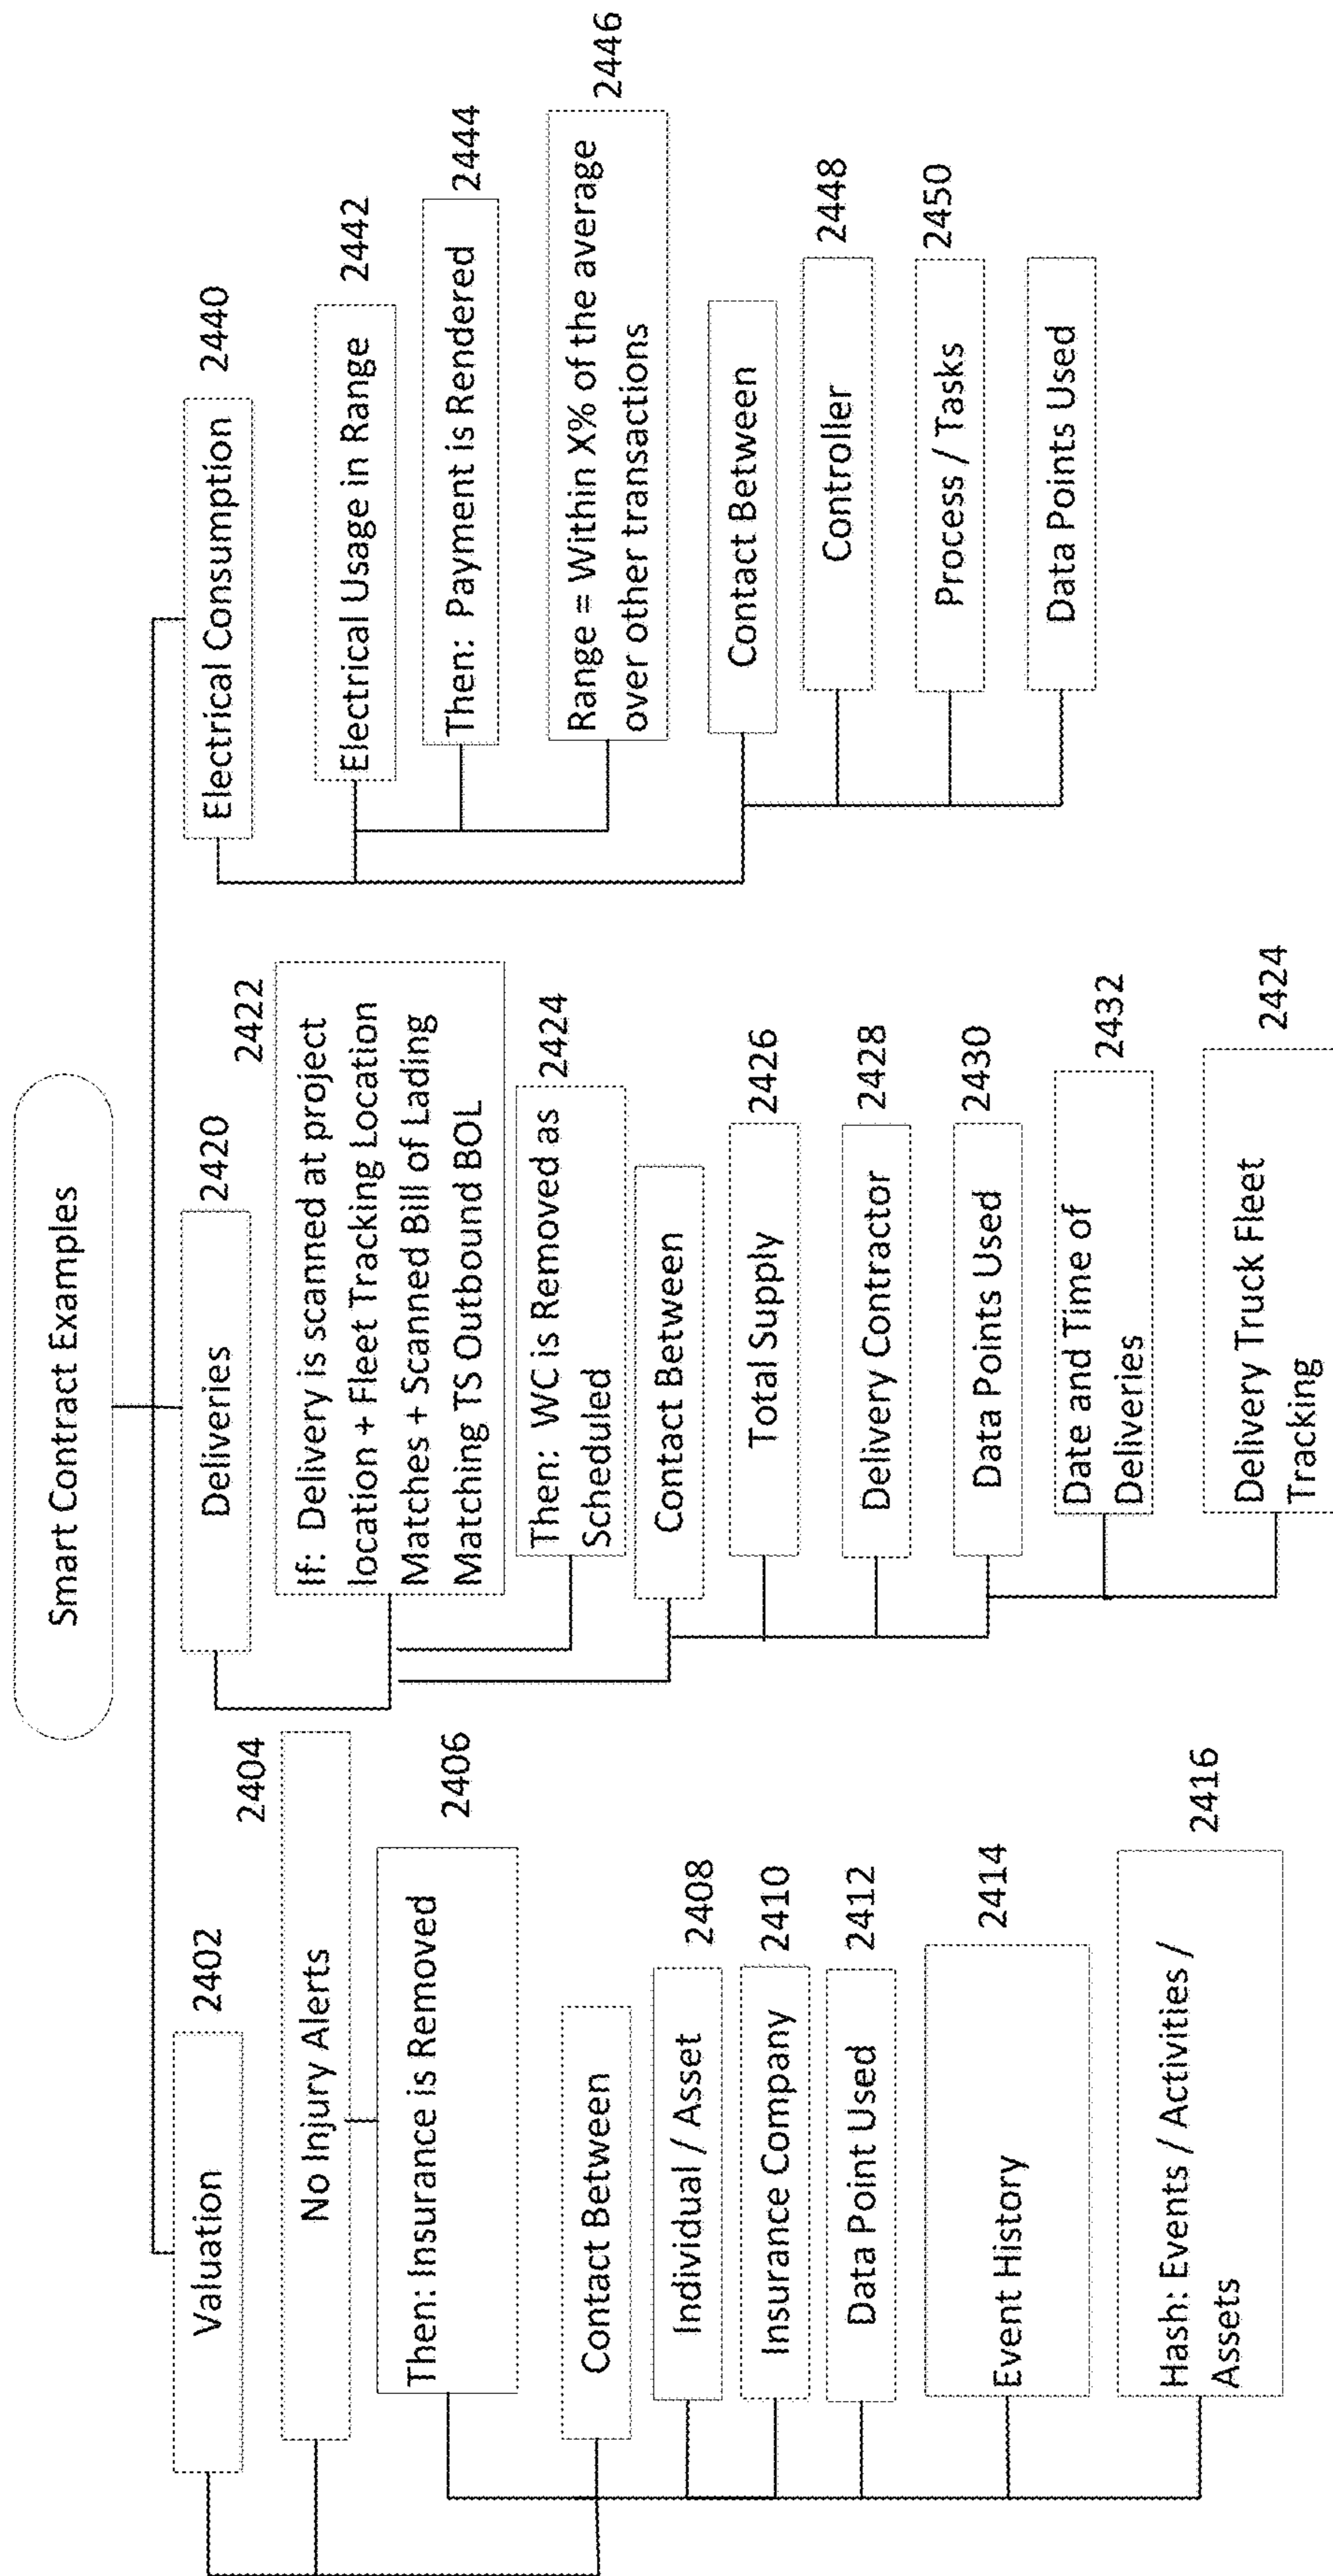 Smart Contract Examples
Valuation
2402
No Injury Alerts
2404
Then: Insurance is Removed
2406
Contact Between
Individual / Asset
2408
Insurance Company
2410
Data Point Used
2412
Event History
2414
Hash: Events / Activities /
Assets
2416
Deliveries
2420
If: Delivery is scanned at project
location + Fleet Tracking Location
Matches + Scanned Bill of Lading
Matching TS Outbound BOL
2422
Then: WC is Removed as
Scheduled
2424
Contact Between
Total Supply
2426
Delivery Contractor
2428
Data Points Used
2430
Date and Time of
Deliveries
2432
Delivery Truck Fleet
Tracking
2424
Electrical Consumption
2440
Electrical Usage in Range
2442
Then: Payment is Rendered
2444
Range = Within X% of the average
over other transactions
2446
Contact Between
Controller
2448
Process / Tasks
2450
Data Points Used